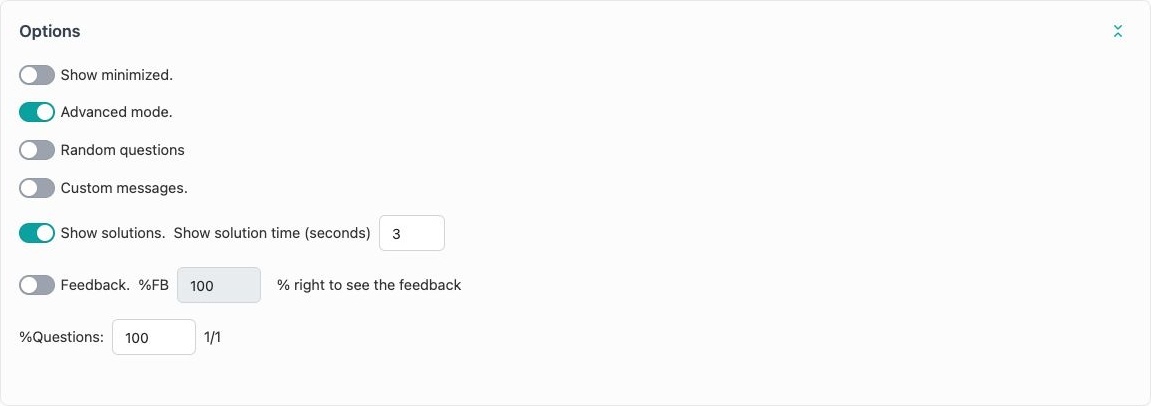 Options
Show minimized.
Advanced mode.
Random questions
Custom messages.
Show solutions. Show solution time (seconds) 3
Feedback. %FB 100 % right to see the feedback
%Questions: 100 1/1